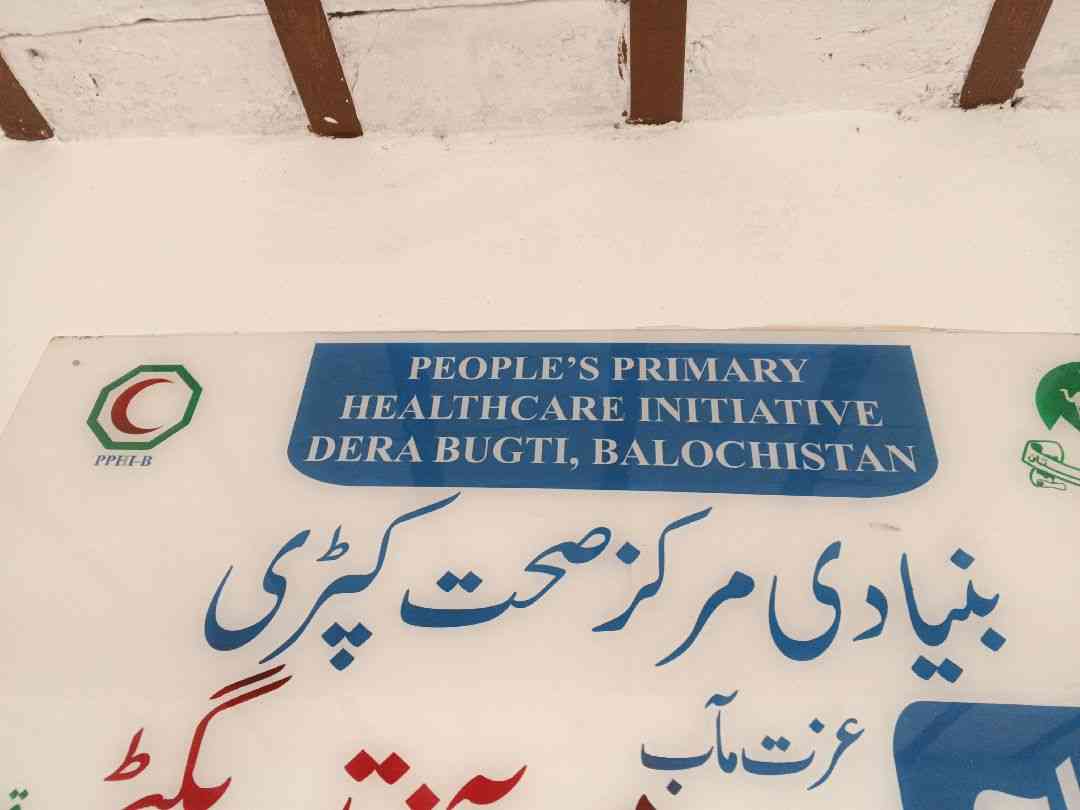 PEOPLE'S PRIMARY
HEALTHCARE INITIATIVE
DERA BUGTI, BALOCHISTAN
PPHI-B
بنیادی مرکز صحت کپڑی
عزت مآب